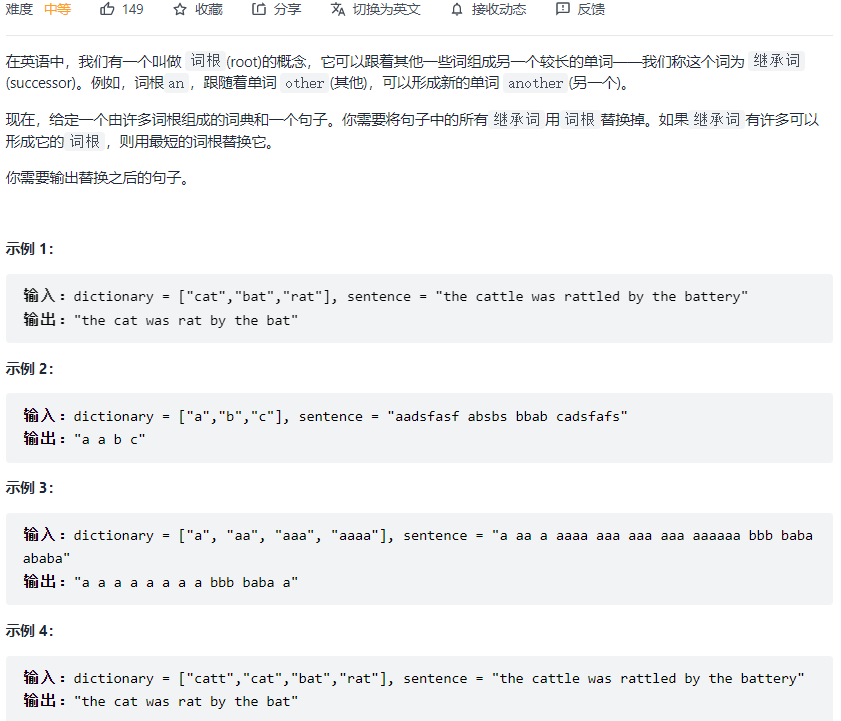 难度 中等 149 收藏 分享 切换为英文 接收动态 反馈
在英语中，我们有一个叫做 词根 (root)的概念，它可以跟着其他一些词组成另一个较长的单词——我们称这个词为 继承词
(successor)。例如，词根 an ，跟随着单词 other (其他)，可以形成新的单词 another (另一个)。
现在，给定一个由许多词根组成的词典和一个句子。你需要将句子中的所有 继承词 用 词根 替换掉。如果 继承词 有许多可以
形成它的 词根 ，则用最短的词根替换它。
你需要输出替换之后的句子。
示例 1：
输入：dictionary = ["cat","bat","rat"], sentence = "the cattle was rattled by the battery"
输出："the cat was rat by the bat"
示例 2：
输入：dictionary = ["a","b","c"], sentence = "aadsfasf absbs bbab cadsfafs"
输出："a a b c"
示例 3：
输入：dictionary = ["a", "aa", "aaa", "aaaa"], sentence = "a aa a aaaa aaa aaa aaa aaaaaa bbb baba
ababa"
输出："a a a a a a a a bbb baba a"
示例 4：
输入：dictionary = ["catt","cat","bat","rat"], sentence = "the cattle was rattled by the battery"
输出："the cat was rat by the bat"